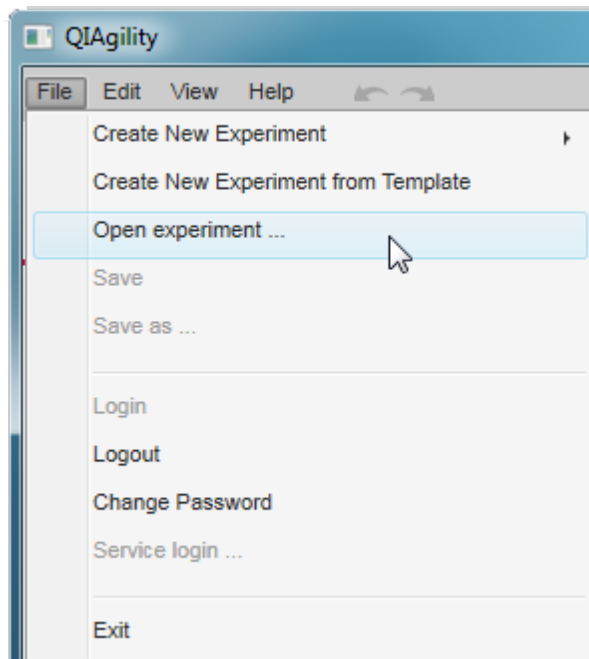 QIAgility
File Edit View Help
Create New Experiment
Create New Experiment from Template
Open experiment ...
Save
Save as ...
Login
Logout
Change Password
Service login ...
Exit